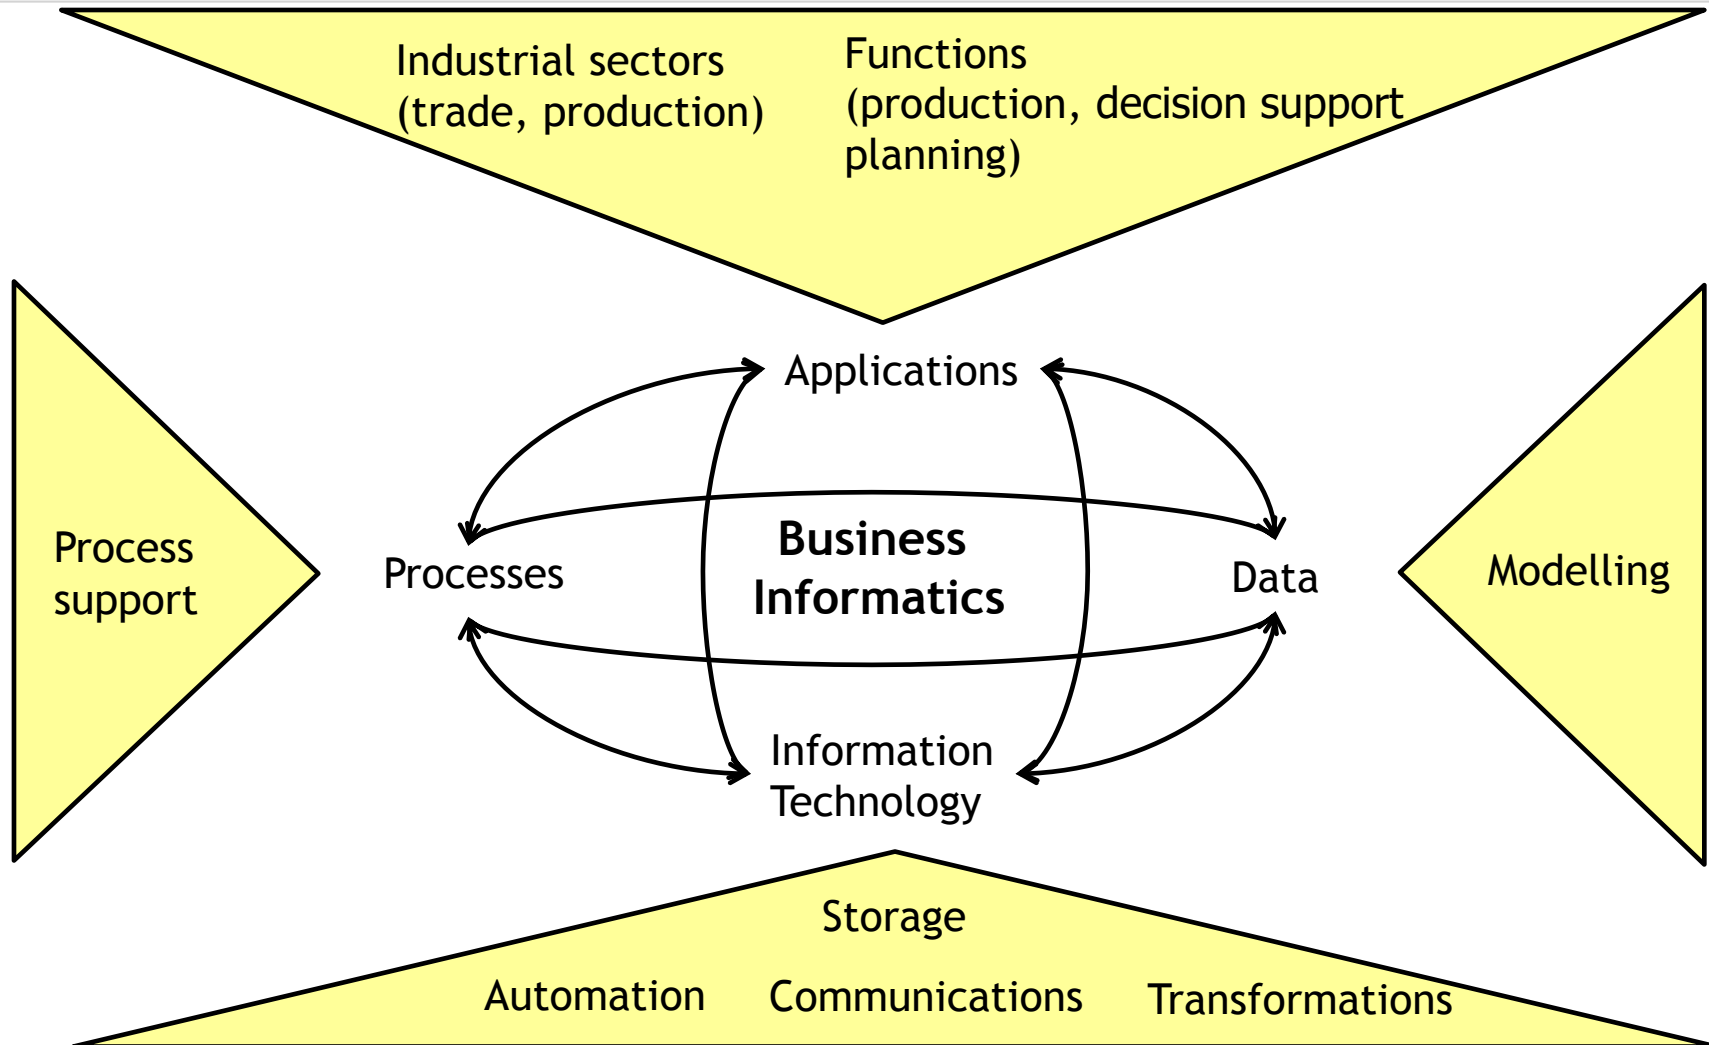 Industrial sectors
(trade, production)
Functions
(production, decision support
planning)
Applications
Process
support
Processes
Business
Informatics
Data
Modelling
Information
Technology
Storage
Automation
Communications
Transformations